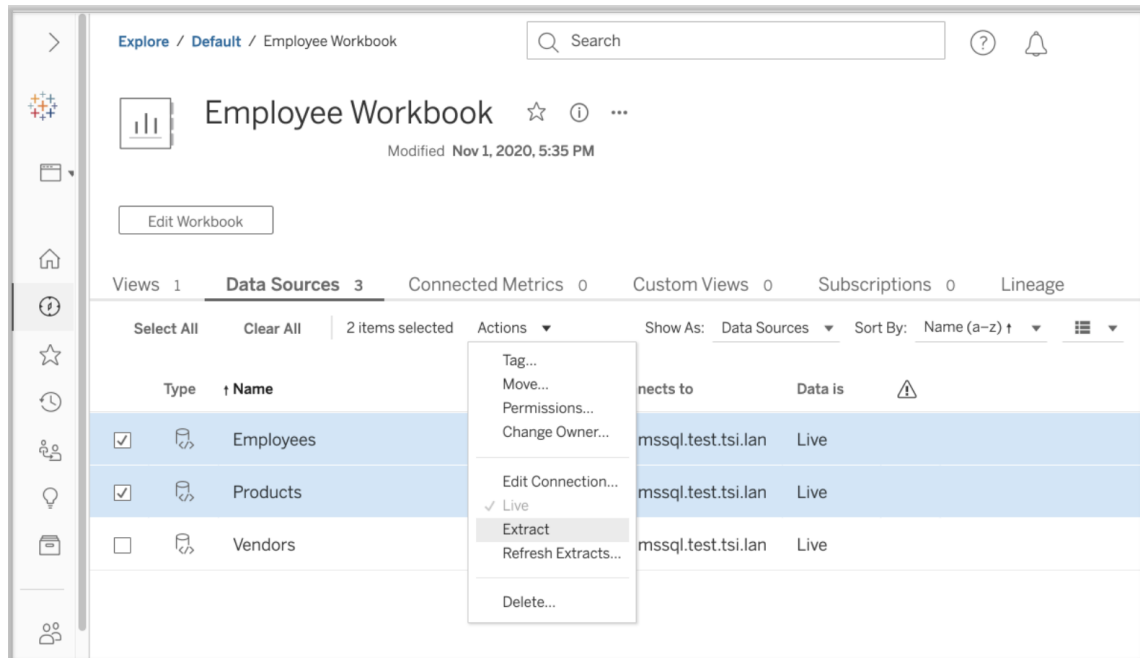 Explore / Default / Employee Workbook
Search
Employee Workbook
Modified Nov 1, 2020, 5:35 PM
Edit Workbook
Views 1 Data Sources 3 Connected Metrics 0 Custom Views 0 Subscriptions 0 Lineage
Select All Clear All 2 items selected Actions Show As: Data Sources Sort By: Name (a–z) ↑
Tag...
Move...
Type ↑ Name nects to Data is
Permissions...
Change Owner...
Employees mssql.test.tsi.lan Live
Edit Connection...
Products mssql.test.tsi.lan Live
✓ Live
Extract
Vendors mssql.test.tsi.lan Live
Refresh Extracts...
Delete...